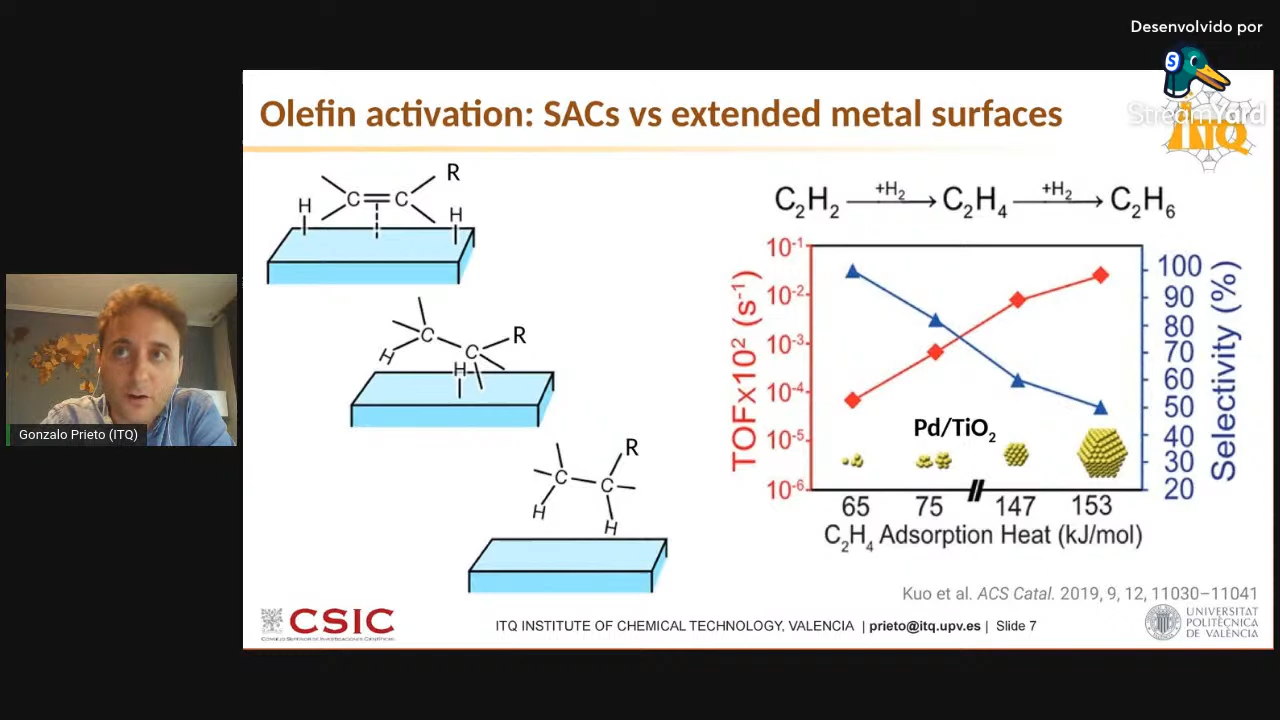 Desenvolvido por
S
StreamYard
ITQ
Olefin activation: SACs vs extended metal surfaces
C C R
H H
C C R
H H
C C R
H H
C2H2 +H2 C2H4 +H2 C2H6
TOFx10² (s⁻¹)
10⁻¹
10⁻²
10⁻³
10⁻⁴
10⁻⁵
10⁻⁶
Pd/TiO2
100
90
80
70
60
50
40
30
20
Selectivity (%)
65 75 147 153
C2H4 Adsorption Heat (kJ/mol)
Gonzalo Prieto (ITQ)
Kuo et al. ACS Catal. 2019, 9, 12, 11030–11041
CSIC
ITQ INSTITUTE OF CHEMICAL TECHNOLOGY, VALENCIA | prieto@itq.upv.es | Slide 7
UNIVERSITAT
POLITÈCNICA
DE VALÈNCIA